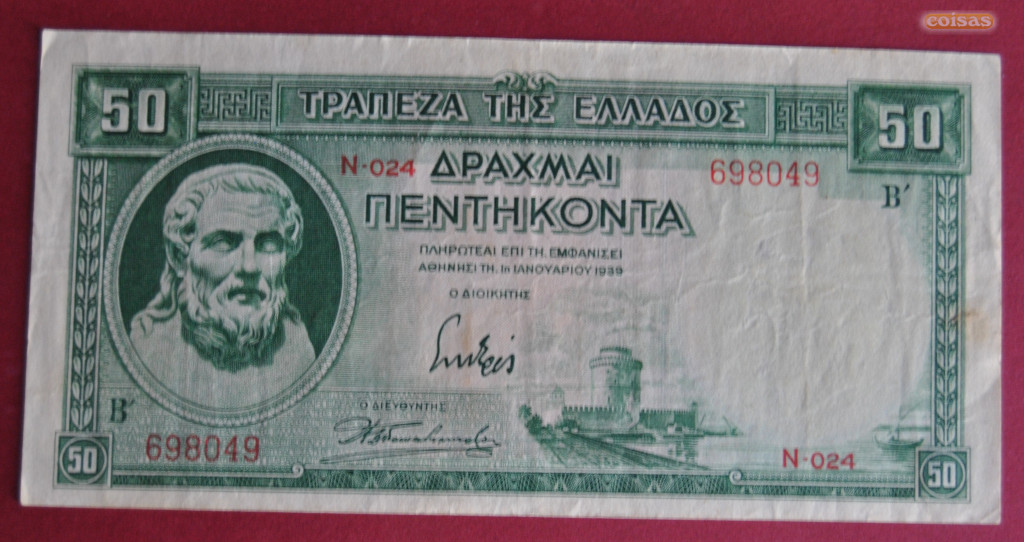 coisas
50 ΤΡΑΠΕΖΑ ΤΗΣ ΕΛΛΑΔΟΣ 50
N-024 ΔΡΑΧΜΑΙ 698049
ΠΕΝΤΗΚΟΝΤΑ Β΄
ΠΛΗΡΩΤΕΑΙ ΕΠΙ ΤΗ, ΕΜΦΑΝΙΣΕΙ
ΑΘΗΝΗΣΙ ΤΗ, 1Η ΙΑΝΟΥΑΡΙΟΥ 1939
Ο ΔΙΟΙΚΗΤΗΣ
Ο ΔΙΕΥΘΥΝΤΗΣ
Β΄
698049
N-024
50 50